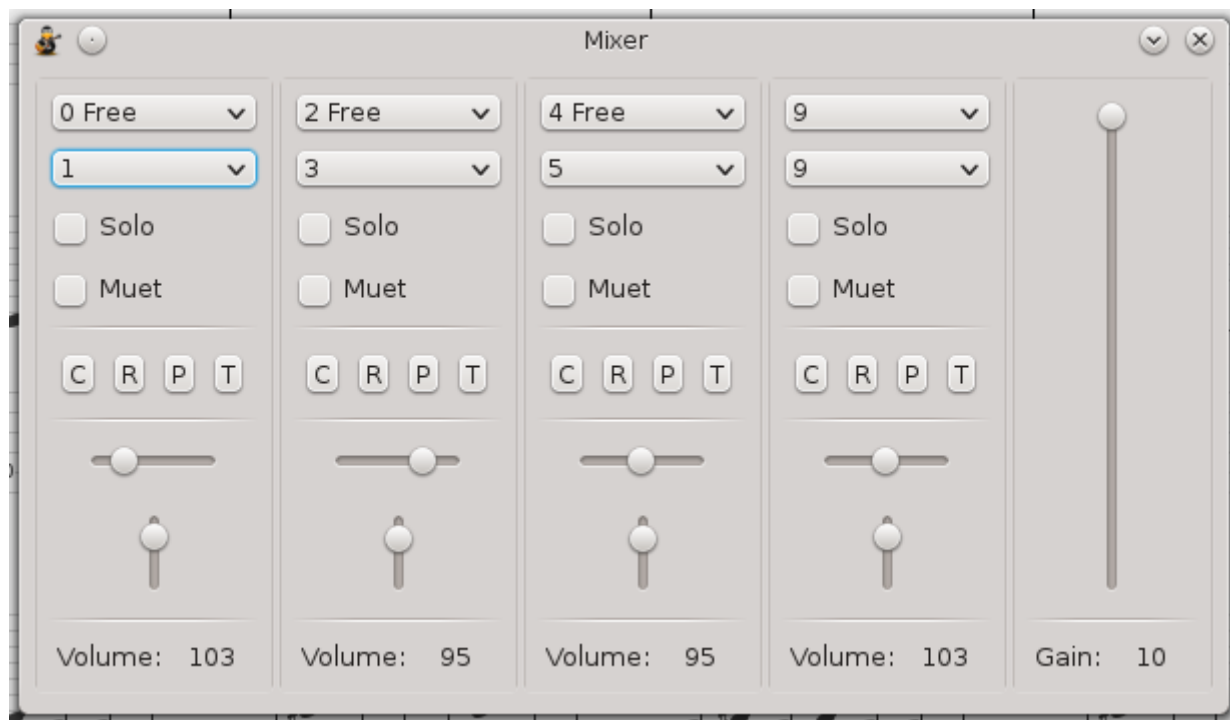 Mixer
0 Free 2 Free 4 Free 9
1 3 5 9
Solo Solo Solo Solo
Muet Muet Muet Muet
C R P T C R P T C R P T C R P T
Volume: 103 Volume: 95 Volume: 95 Volume: 103 Gain: 10